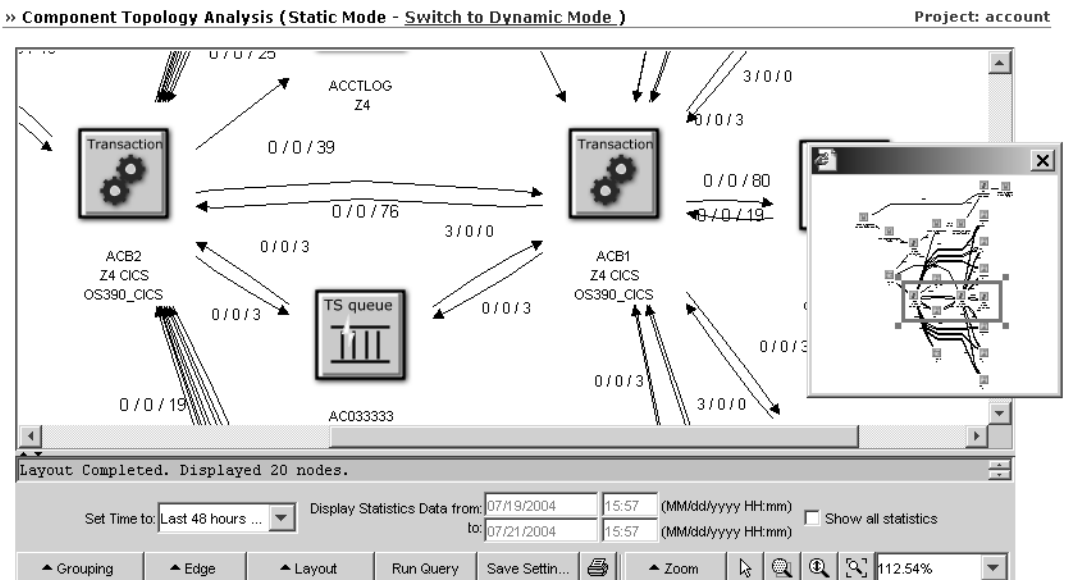 » Component Topology Analysis (Static Mode - Switch to Dynamic Mode ) Project: account
0 / 0 / 25
ACCTLOG
Z4
3 / 0 / 0
0 / 0 / 3
Transaction
0 / 0 / 39
Transaction
0 / 0 / 80
0 / 0 / 76
0 / 0 / 19
3 / 0 / 0
0 / 0 / 3
ACB2
Z4 CICS
OS390_CICS
ACB1
Z4 CICS
OS390_CICS
TS queue
0 / 0 / 3
0 / 0 / 3
0 / 0 / 3
0 / 0 / 3
0 / 0 / 19
3 / 0 / 0
AC033333
Layout Completed. Displayed 20 nodes.
Set Time to: Last 48 hours ... Display Statistics Data from: 07/19/2004 15:57 (MM/dd/yyyy HH:mm) Show all statistics
to: 07/21/2004 15:57 (MM/dd/yyyy HH:mm)
Grouping Edge Layout Run Query Save Settin... Zoom 112.54%